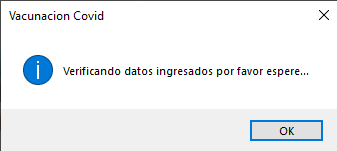 Vacunacion Covid
Verificando datos ingresados por favor espere...
OK